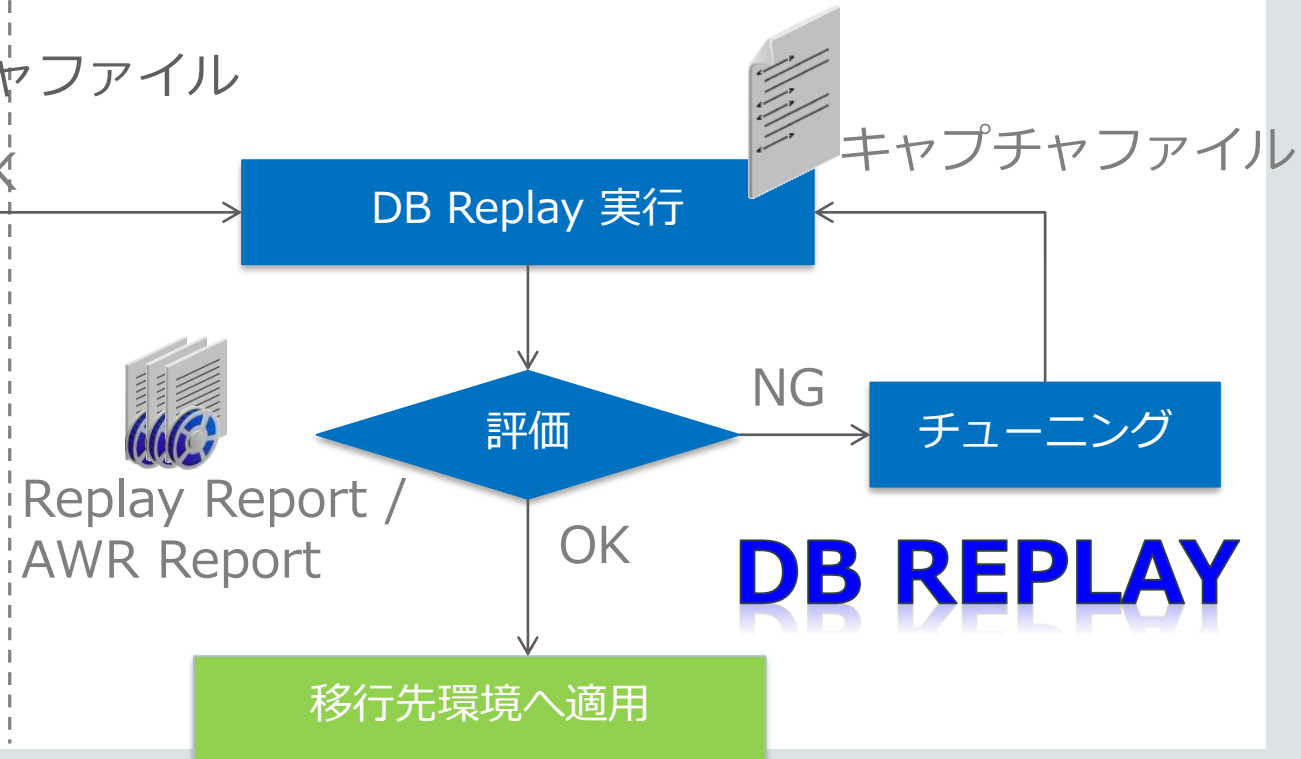 ャファイル
キャプチャファイル
DB Replay 実行
NG
評価
チューニング
Replay Report /
AWR Report
OK
DB REPLAY
移行先環境へ適用